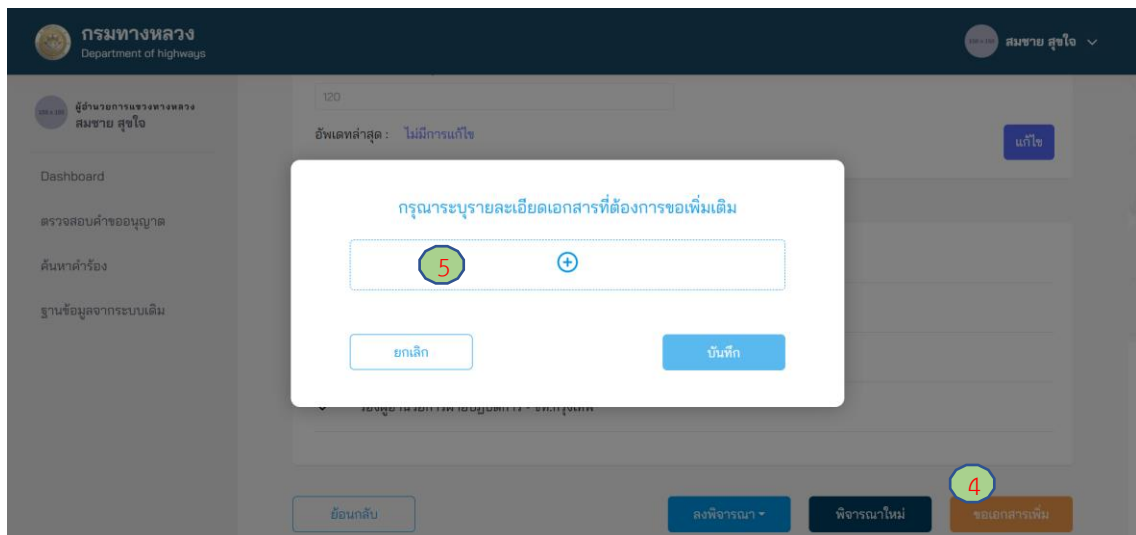 กรมทางหลวง
Department of highways
สมชาย สุขใจ
ผู้อำนวยการแขวงทางหลวง
สมชาย สุขใจ
120
อัพเดทล่าสุด : ไม่มีการแก้ไข
แก้ไข
Dashboard
ตรวจสอบคำขออนุญาต
ค้นหาคำร้อง
ฐานข้อมูลจากระบบเดิม
กรุณาระบุรายละเอียดเอกสารที่ต้องการขอเพิ่มเติม
5
ยกเลิก
บันทึก
4
ย้อนกลับ
ลงพิจารณา
พิจารณาใหม่
ขอเอกสารเพิ่ม